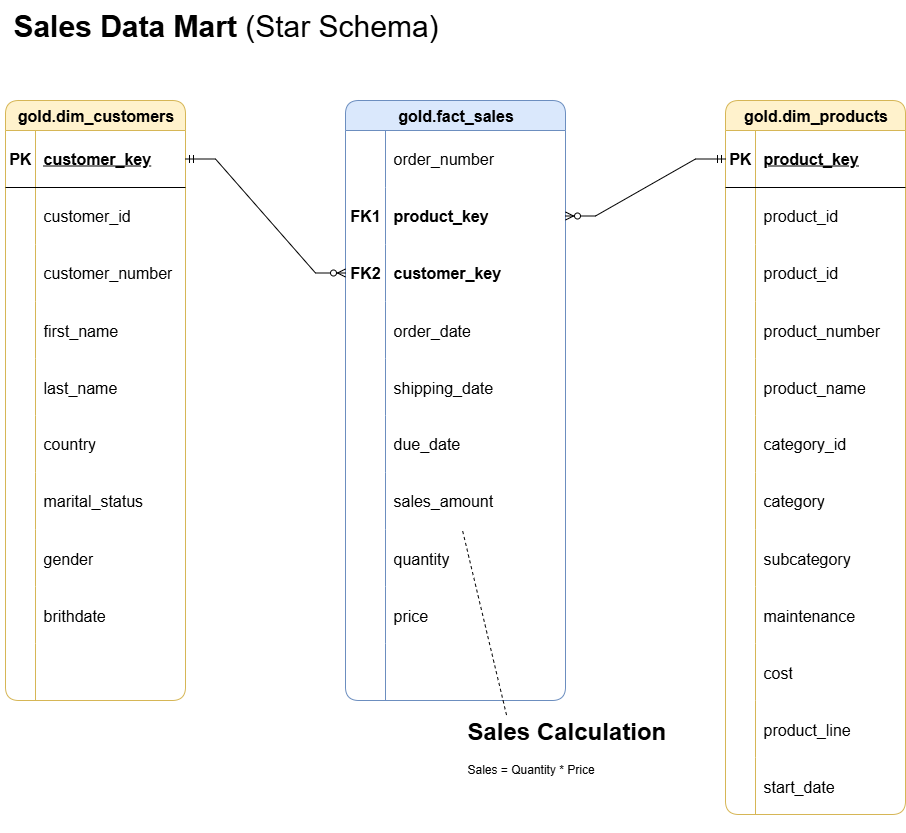 Sales Data Mart (Star Schema)
gold.dim_customers
PK customer_key
customer_id
customer_number
first_name
last_name
country
marital_status
gender
brithdate
gold.fact_sales
order_number
FK1 product_key
FK2 customer_key
order_date
shipping_date
due_date
sales_amount
quantity
price
Sales Calculation
Sales = Quantity * Price
gold.dim_products
PK product_key
product_id
product_id
product_number
product_name
category_id
category
subcategory
maintenance
cost
product_line
start_date